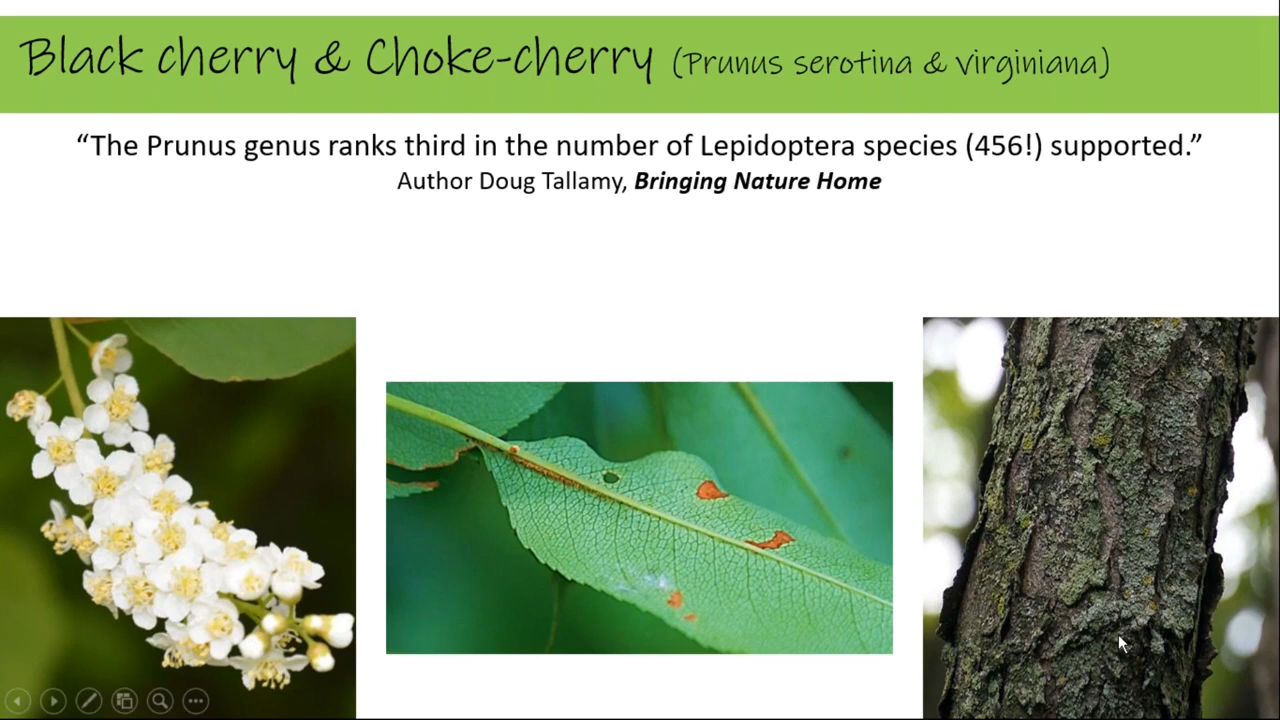 Black cherry & Choke-cherry (Prunus serotina & virginiana)
“The Prunus genus ranks third in the number of Lepidoptera species (456!) supported.”
Author Doug Tallamy, Bringing Nature Home